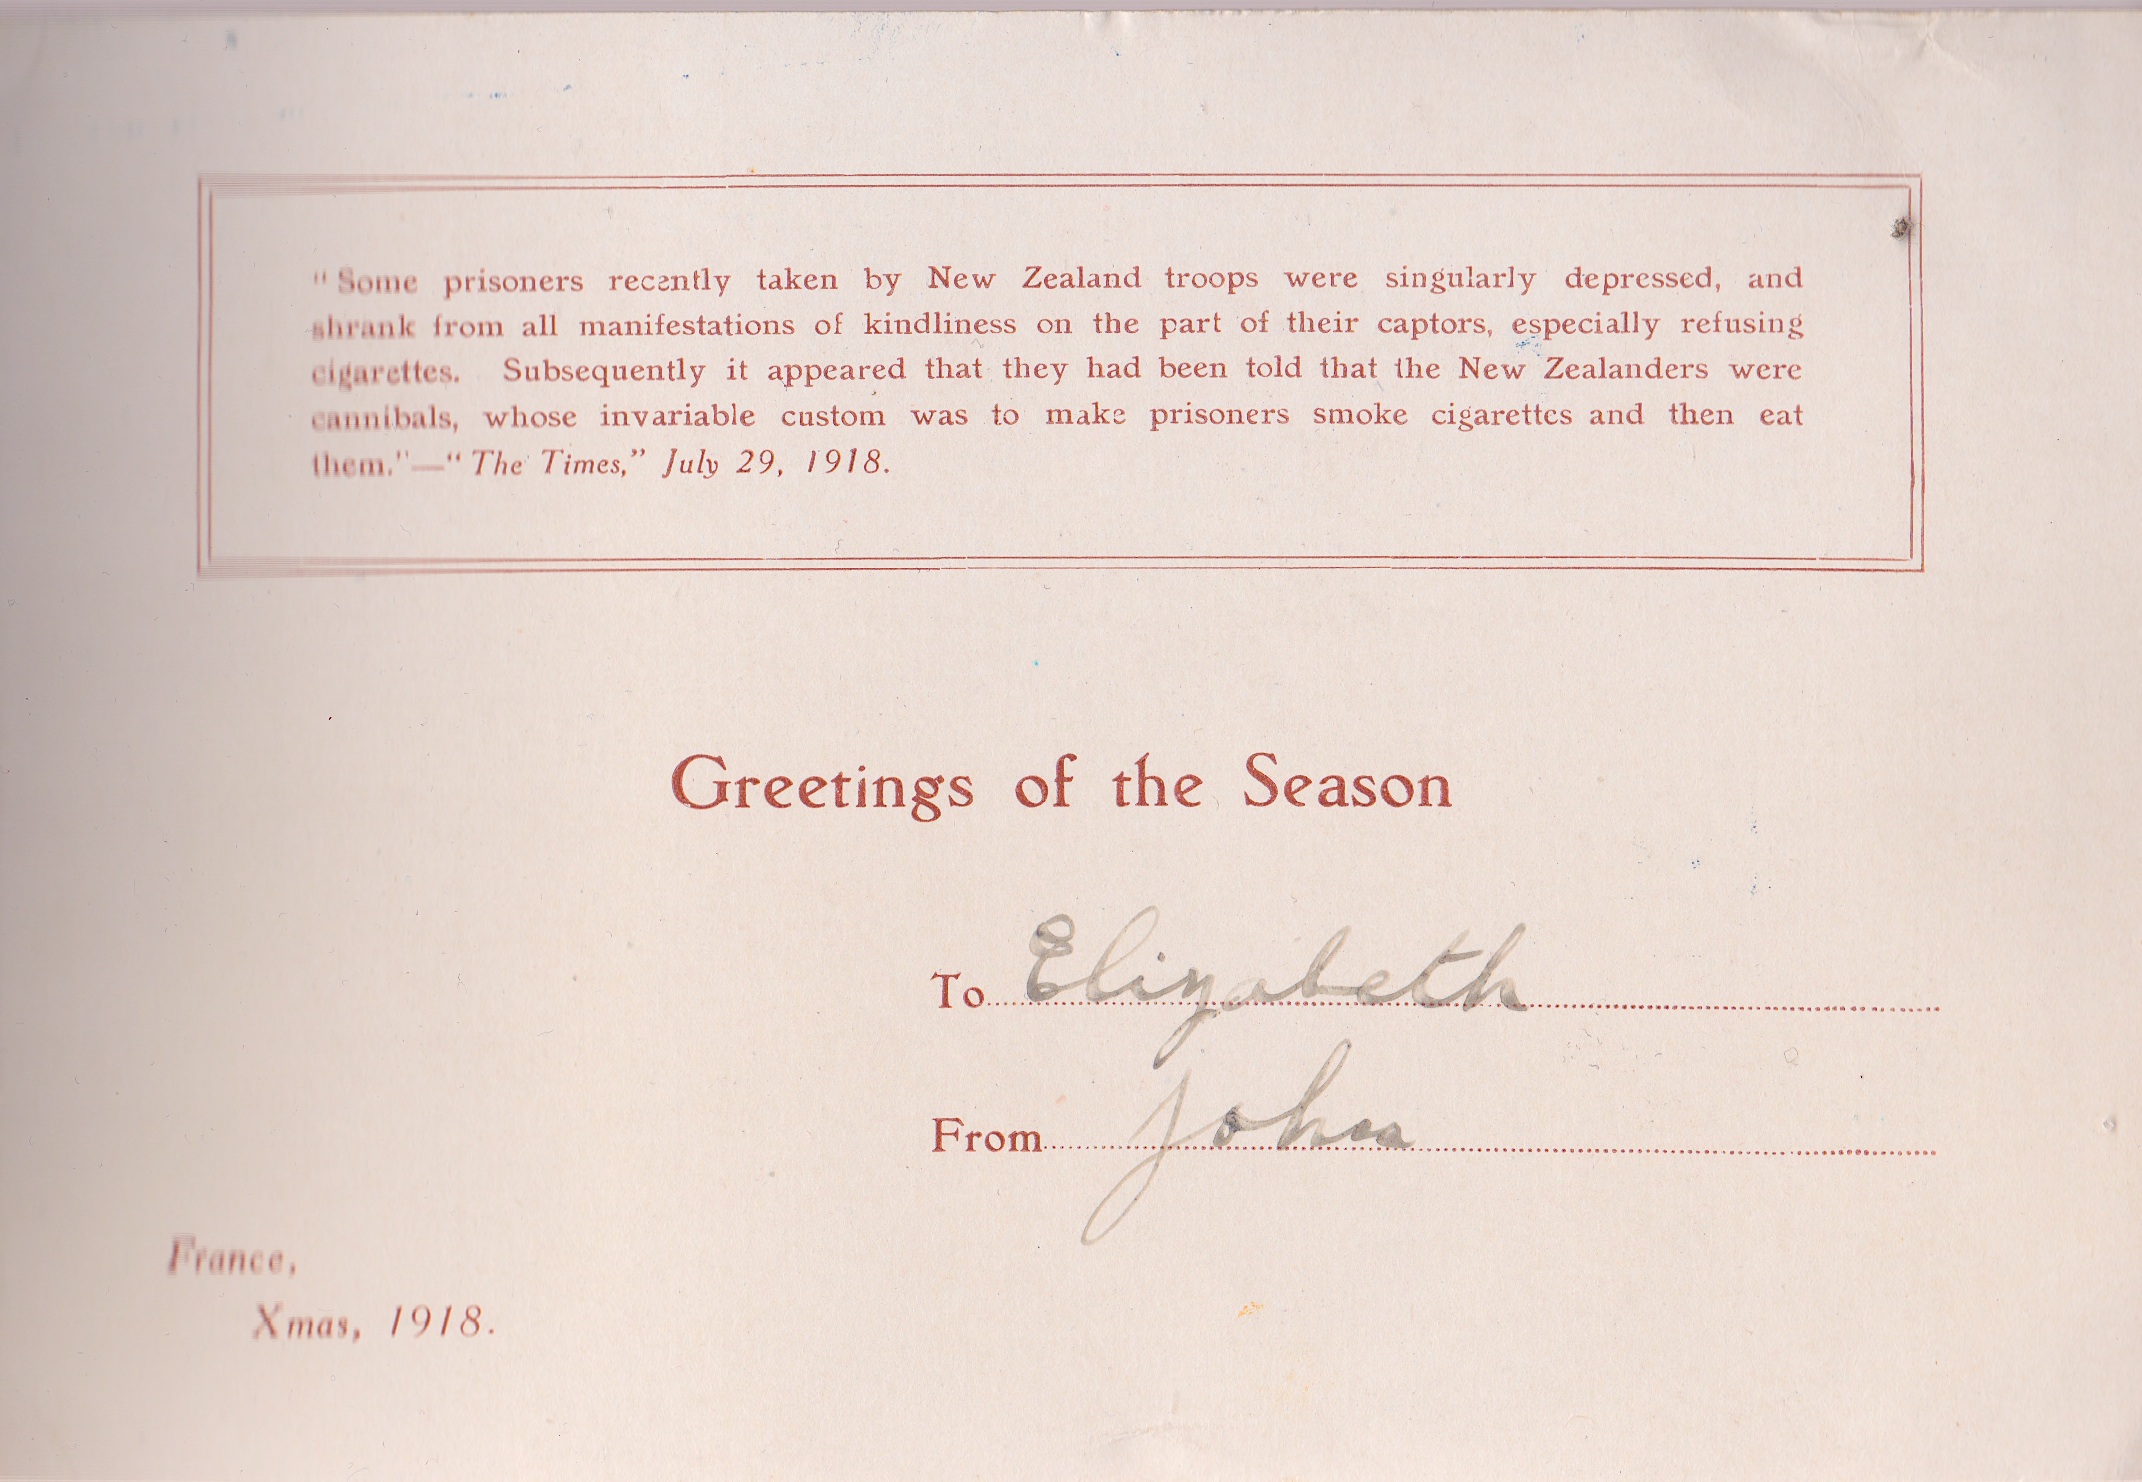 "Some prisoners recently taken by New Zealand troops were singularly depressed, and
shrank from all manifestations of kindliness on the part of their captors, especially refusing
cigarettes. Subsequently it appeared that they had been told that the New Zealanders were
cannibals, whose invariable custom was to make prisoners smoke cigarettes and then eat
them."—"The Times," July 29, 1918.
Greetings of the Season
To Elizabeth
From
France,
Xmas, 1918.